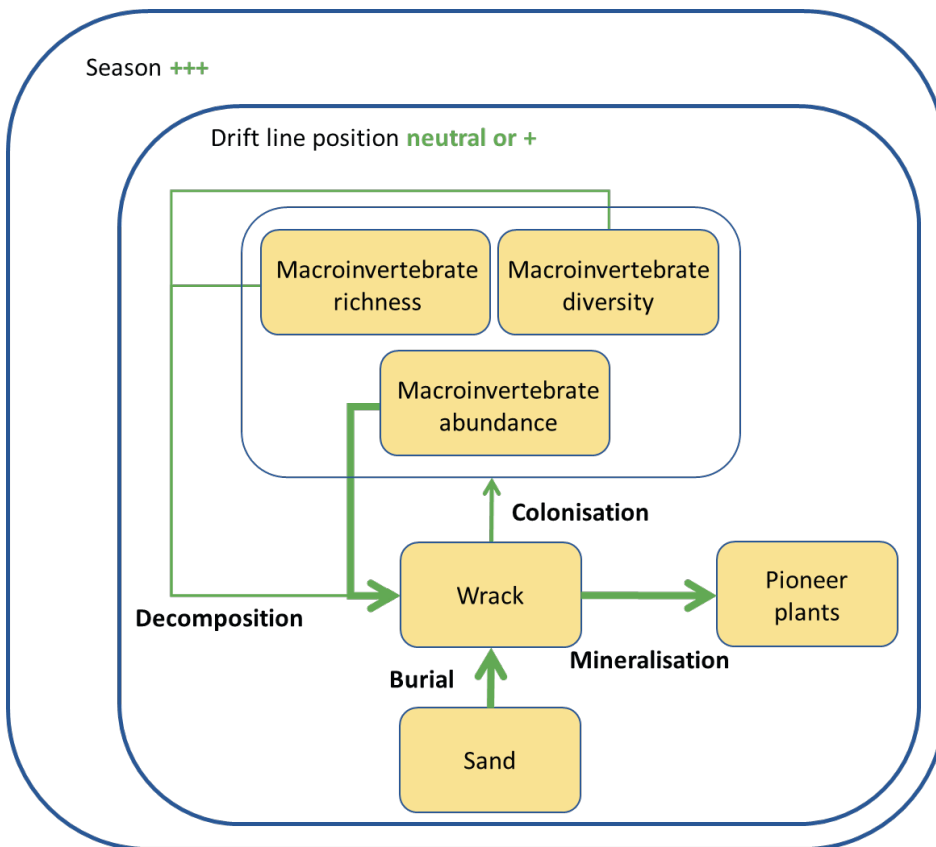 Season +++
Drift line position neutral or +
Macroinvertebrate
richness
Macroinvertebrate
diversity
Macroinvertebrate
abundance
Colonisation
Wrack
Pioneer
plants
Decomposition
Mineralisation
Burial
Sand